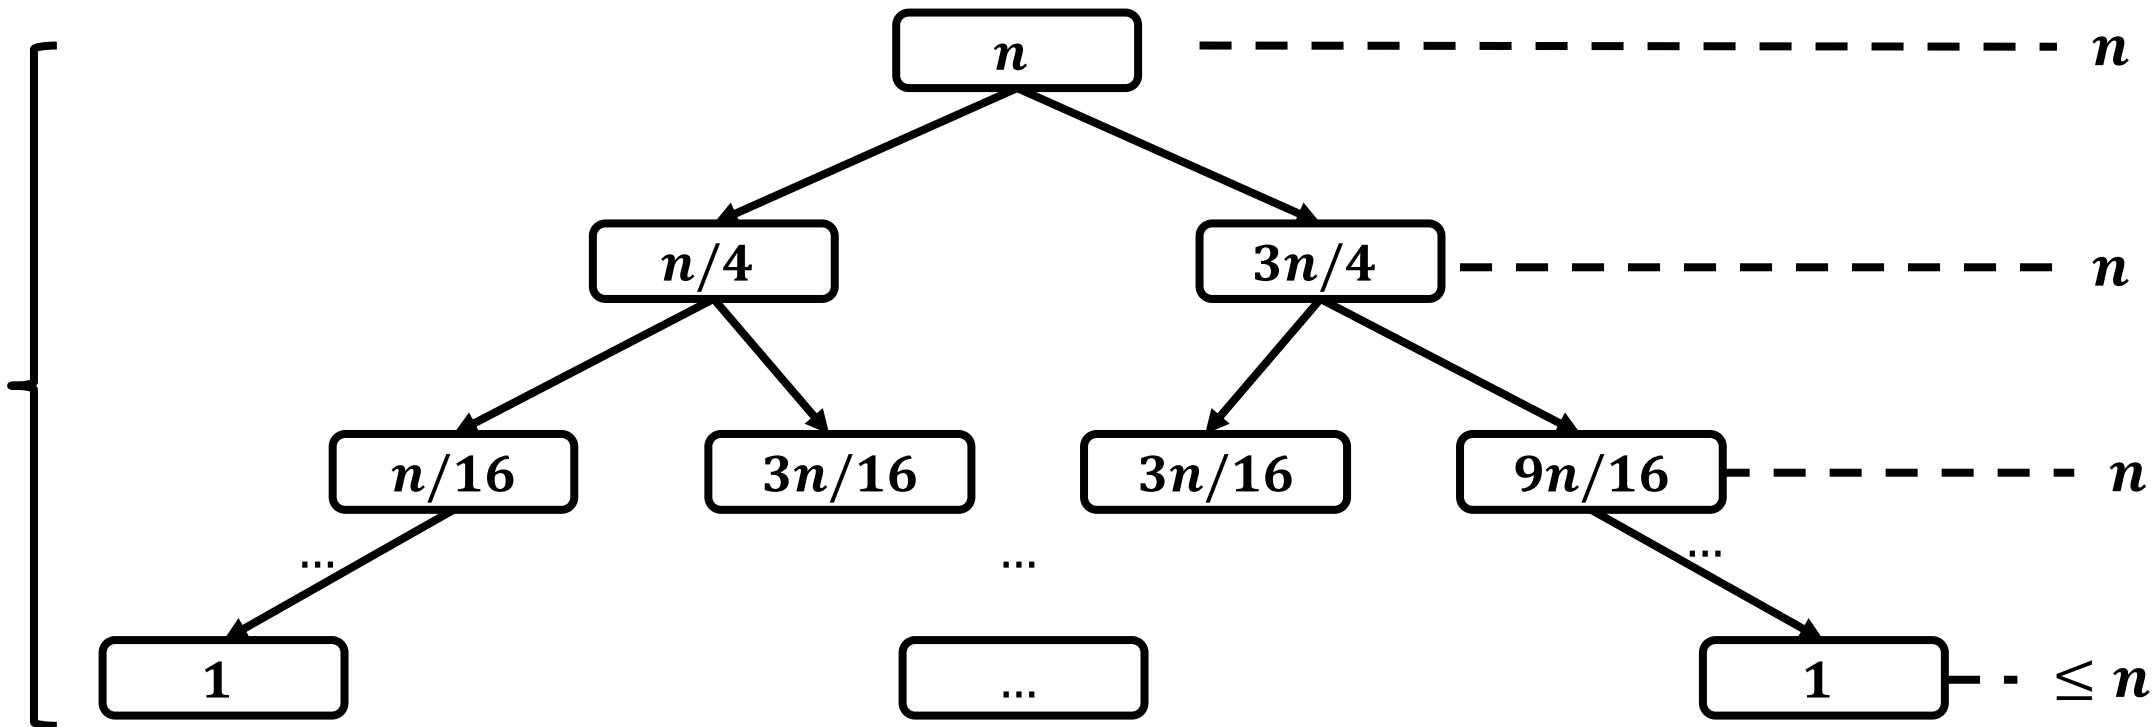 n n
n/4 3n/4 n
n/16 3n/16 3n/16 9n/16 n
... ... ...
1 ... 1 ≤ n